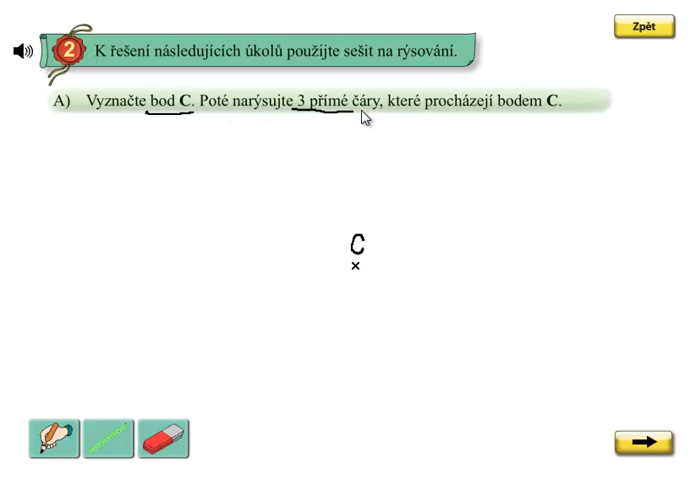 Zpět
2 K řešení následujících úkolů použijte sešit na rýsování.
A) Vyznačte bod C. Poté narýsujte 3 přímé čáry, které procházejí bodem C.
C
×